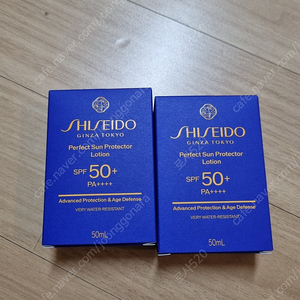 SHISEIDO
GINZA TOKYO
Perfect Sun Protector
Lotion
SPF 50+
PA++++
Advanced Protection & Age Defense
VERY WATER-RESISTANT
50mL
SHISEIDO
GINZA TOKYO
Perfect Sun Protector
Lotion
SPF 50+
PA++++
Advanced Protection & Age Defense
VERY WATER-RESISTANT
50mL